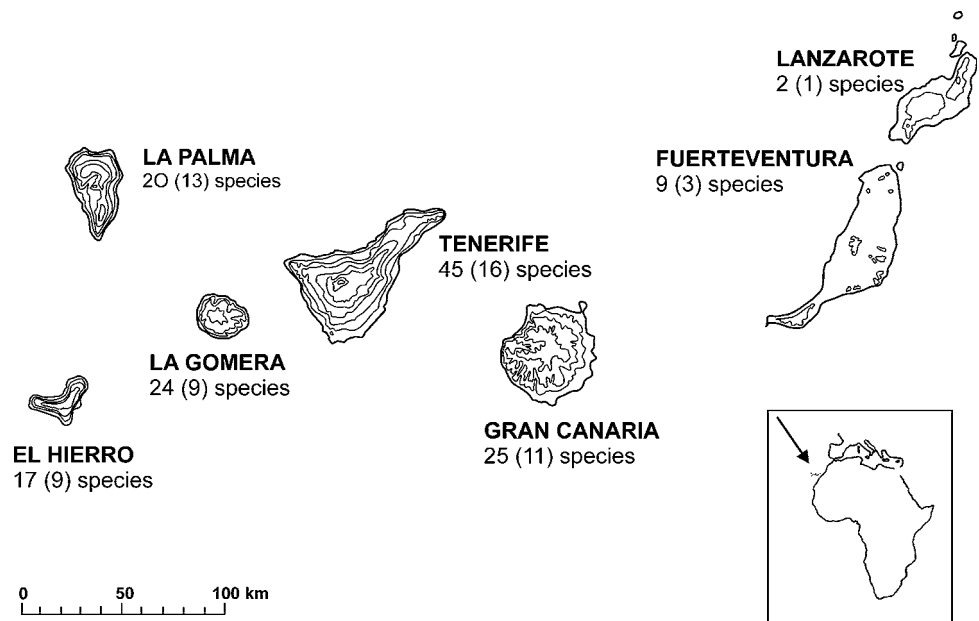 LANZAROTE
2 (1) species
LA PALMA
2O (13) species
FUERTEVENTURA
9 (3) species
TENERIFE
45 (16) species
LA GOMERA
24 (9) species
GRAN CANARIA
25 (11) species
EL HIERRO
17 (9) species
0 50 100 km